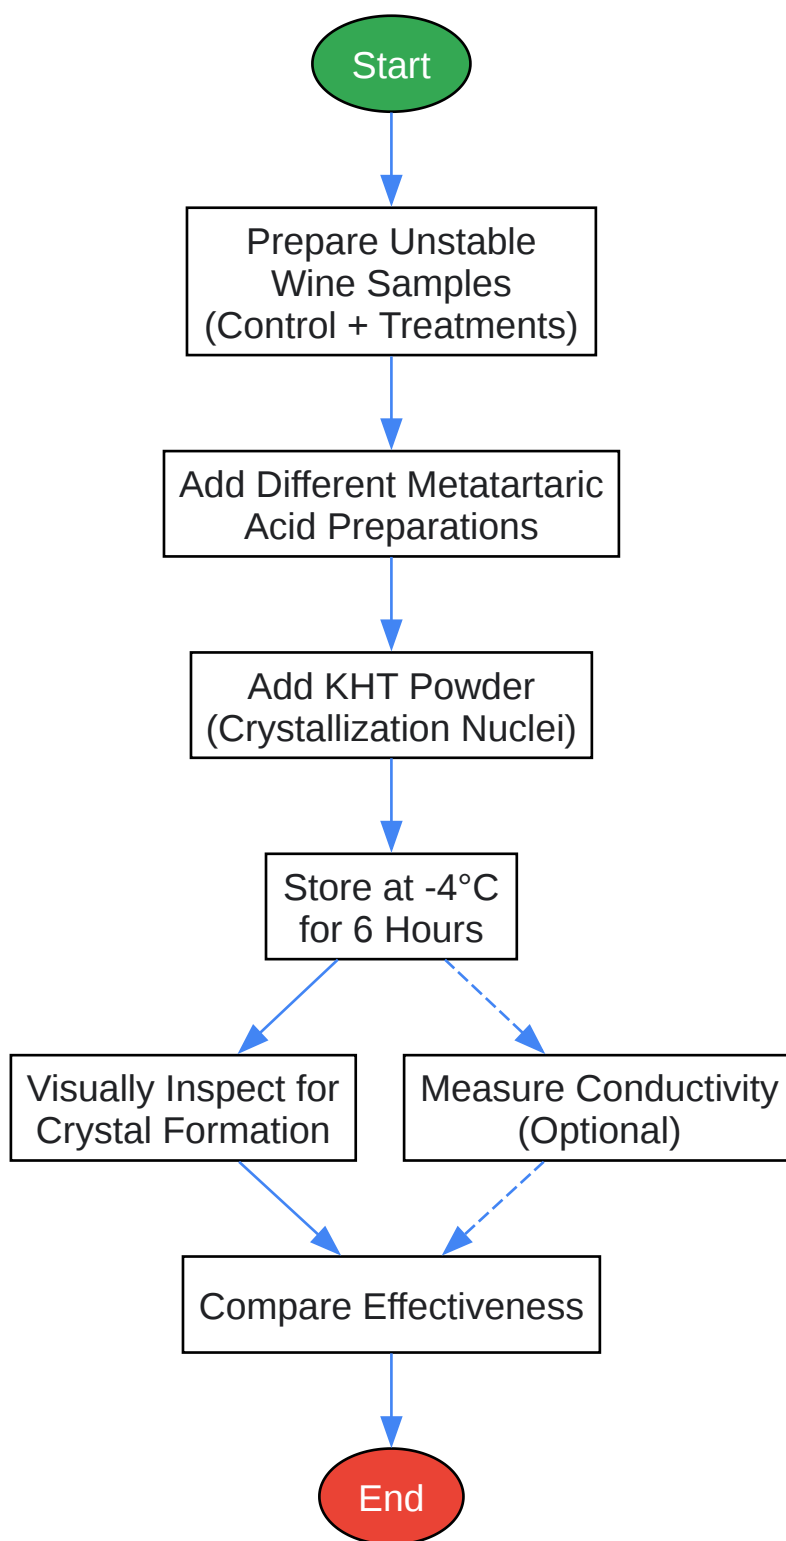 Start
Prepare Unstable
Wine Samples
(Control + Treatments)
Add Different Metatartaric
Acid Preparations
Add KHT Powder
(Crystallization Nuclei)
Store at -4°C
for 6 Hours
Visually Inspect for
Crystal Formation
Measure Conductivity
(Optional)
Compare Effectiveness
End